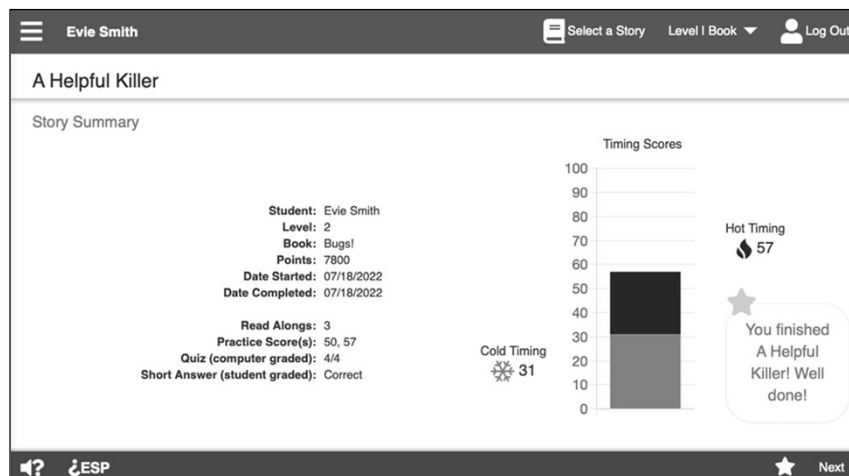 Evie Smith
Select a Story
Level I Book
Log Out
A Helpful Killer
Story Summary
Student: Evie Smith
Level: 2
Book: Bugs!
Points: 7800
Date Started: 07/18/2022
Date Completed: 07/18/2022
Read Alongs: 3
Practice Score(s): 50, 57
Quiz (computer graded): 4/4
Short Answer (student graded): Correct
Timing Scores
100
90
80
70
60
50
40
30
20
10
0
Cold Timing
31
Hot Timing
57
You finished
A Helpful
Killer! Well
done!
?
¿ESP
Next